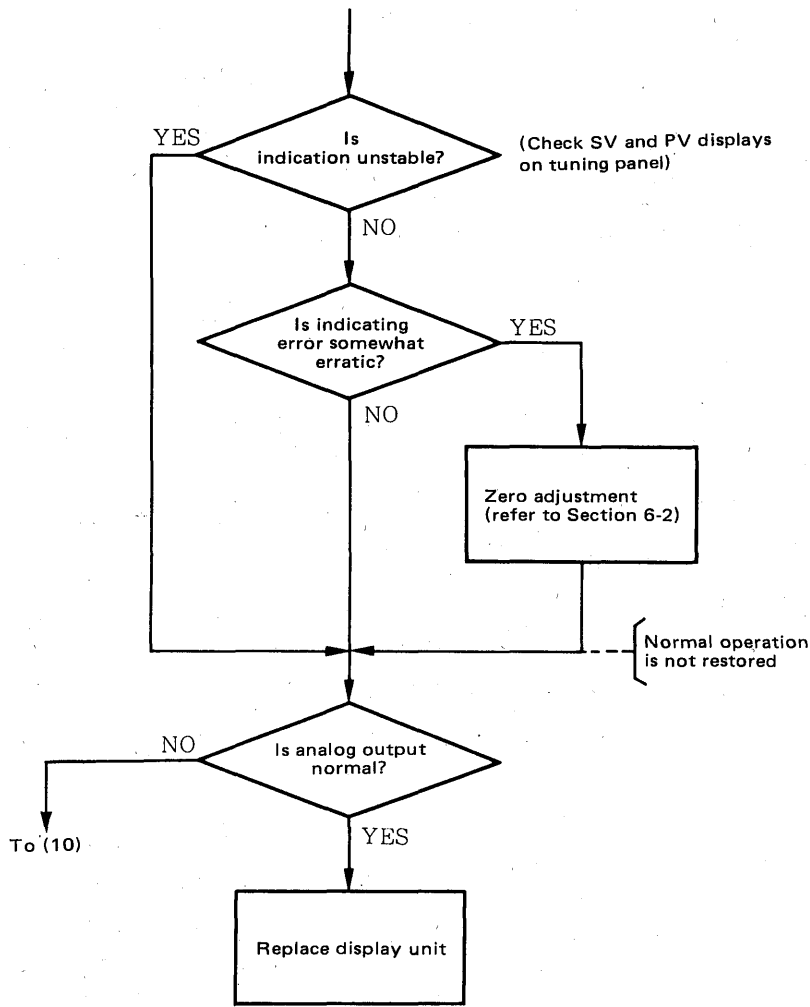 YES
Is
indication unstable?
(Check SV and PV displays
on tuning panel)
NO
Is indicating
error somewhat
erratic?
YES
NO
Zero adjustment
(refer to Section 6-2)
Normal operation
is not restored
NO
Is analog output
normal?
To (10)
YES
Replace display unit